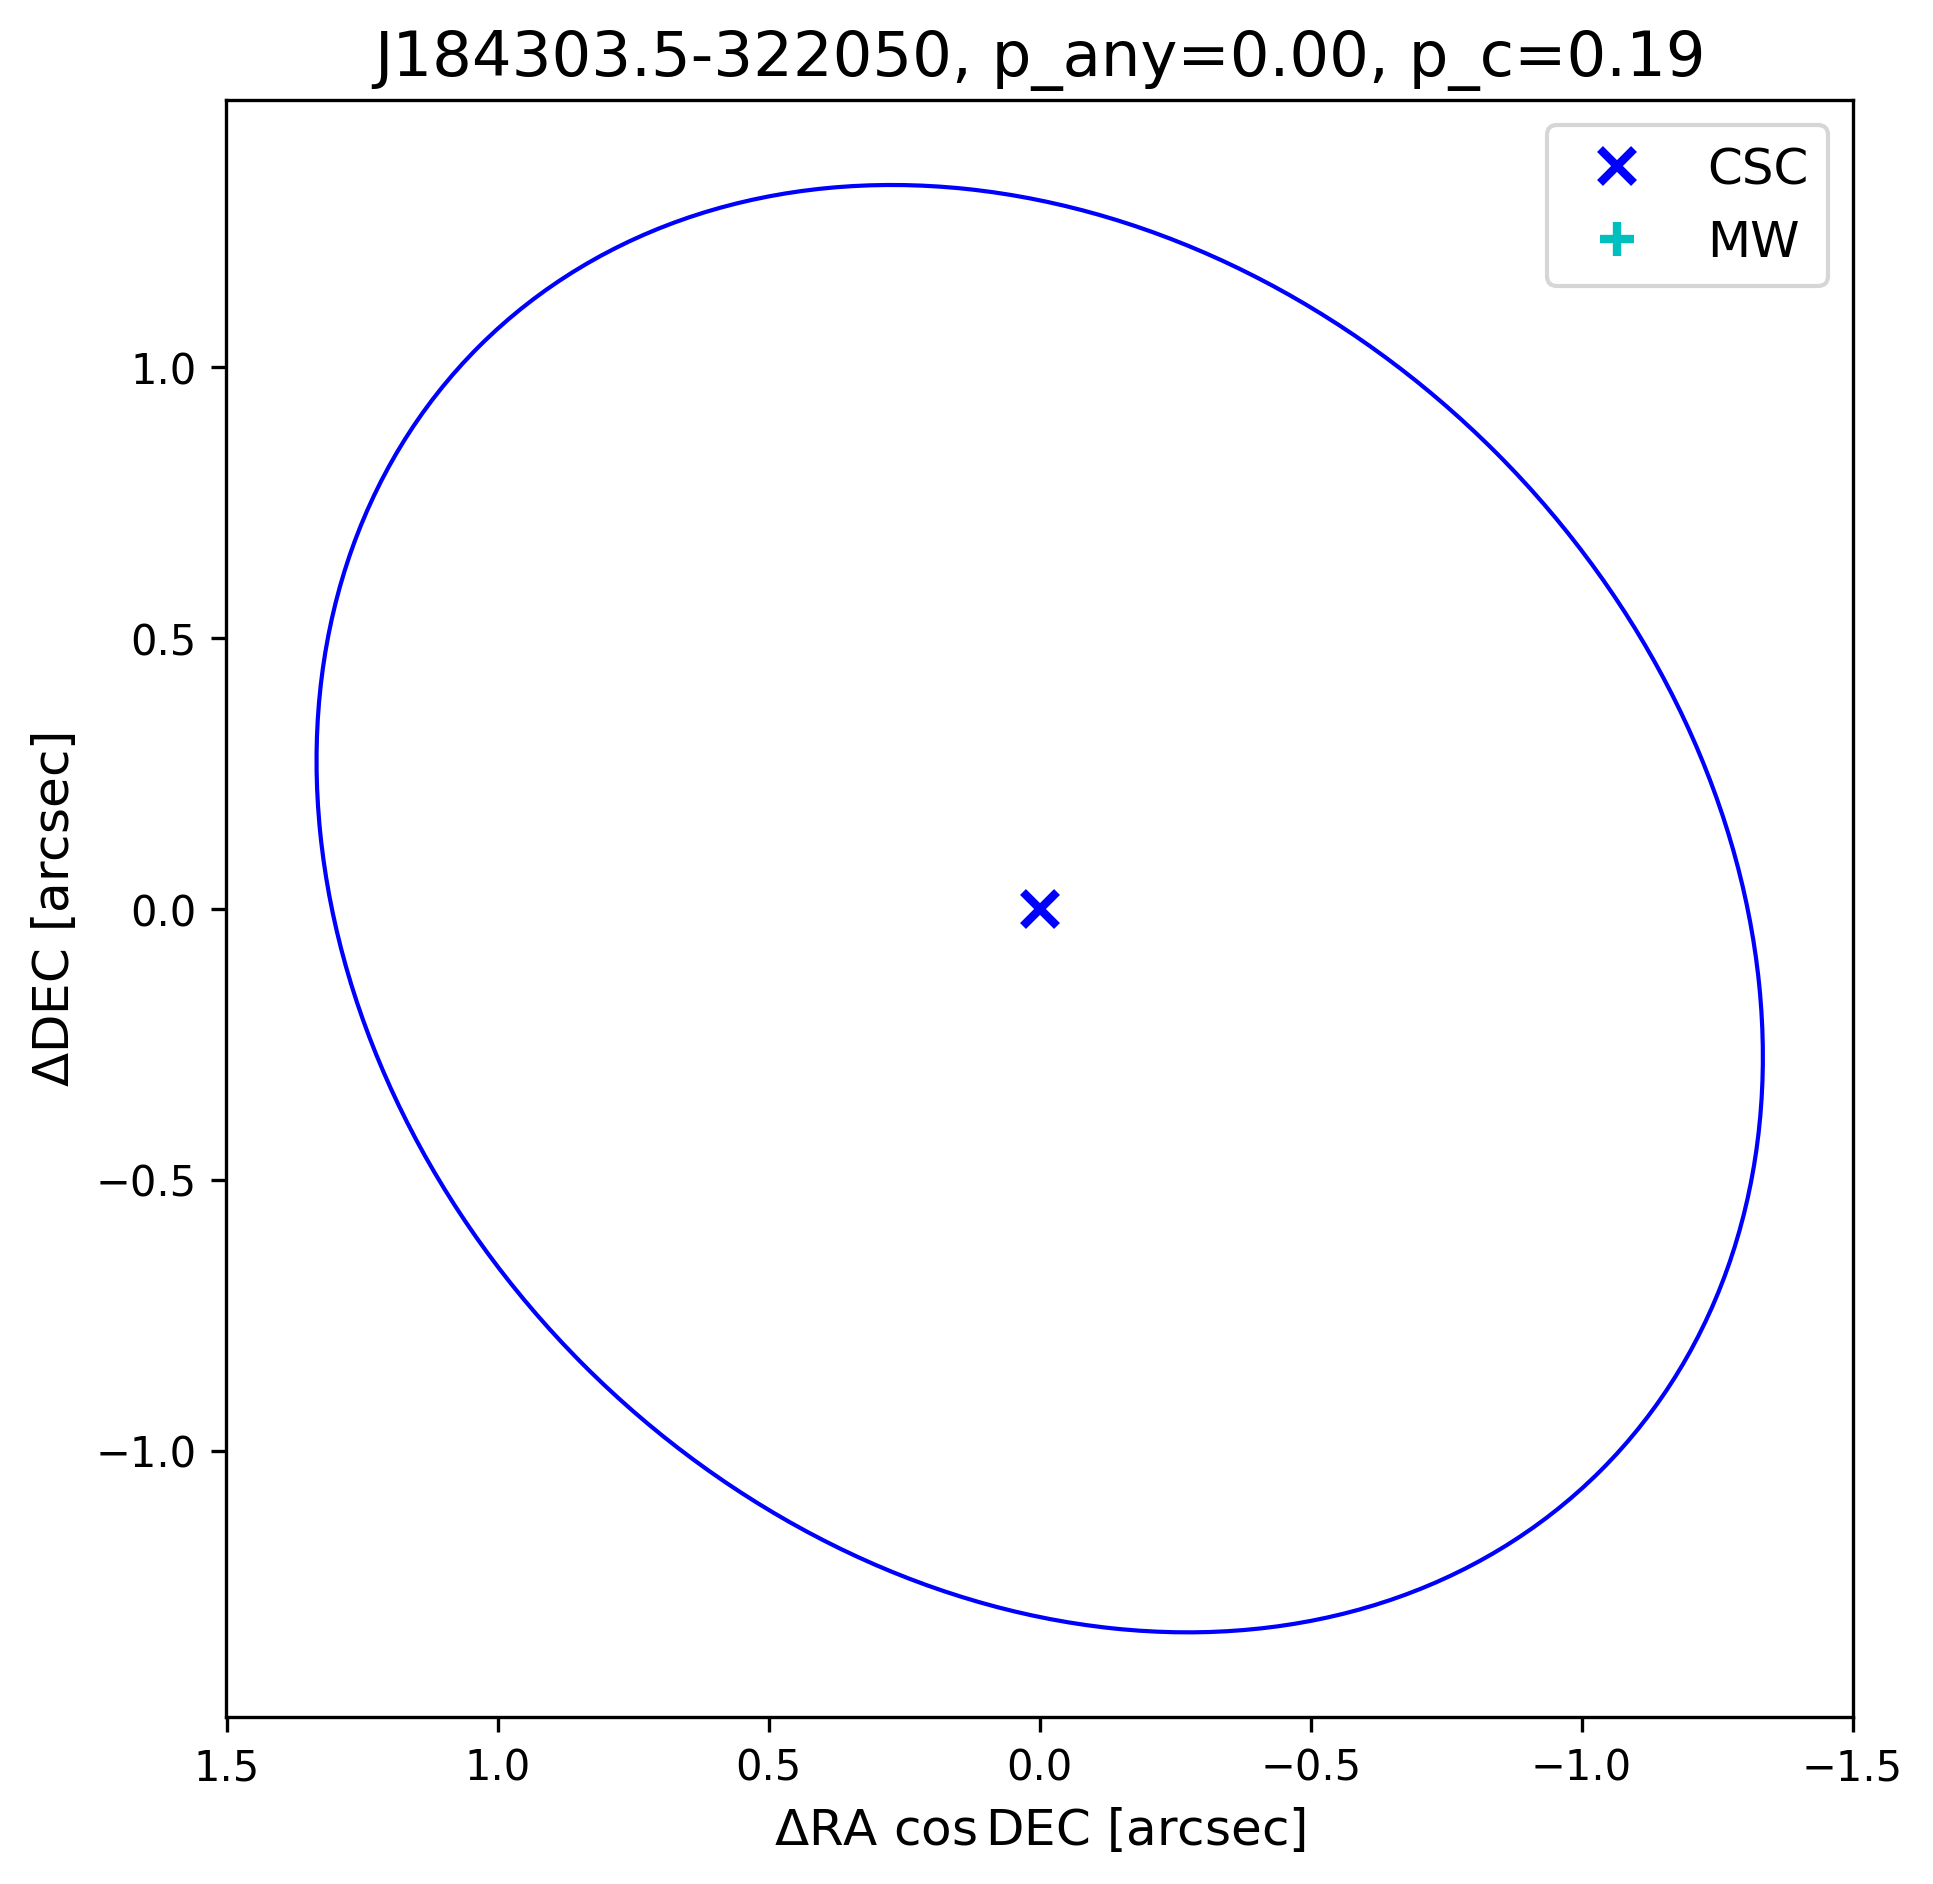 J184303.5-322050, p_any=0.00, p_c=0.19
CSC
MW
1.0
0.5
0.0
−0.5
−1.0
ΔDEC [arcsec]
1.5 1.0 0.5 0.0 −0.5 −1.0 −1.5
ΔRA cos DEC [arcsec]